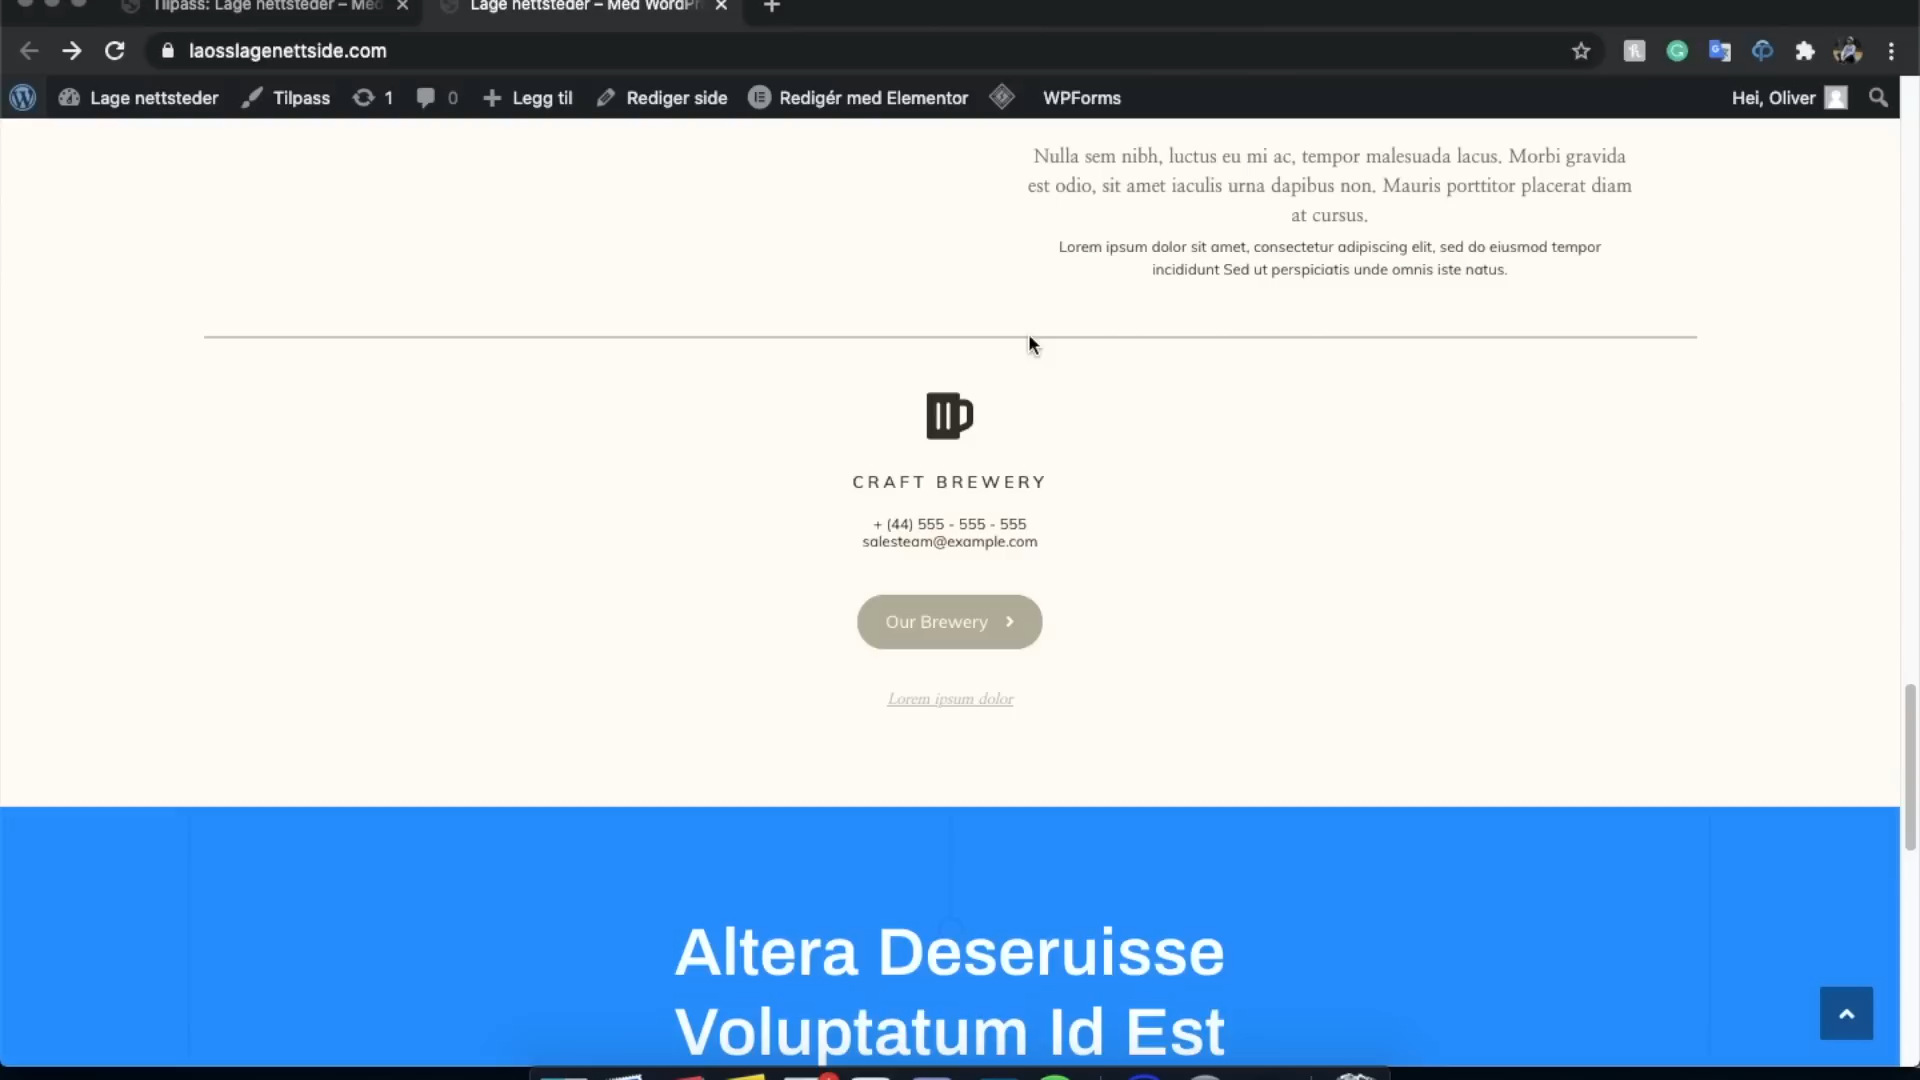 Tilpass: Lage nettsteder – Med
Lage nettsteder – Med WordPr
laosslagenettside.com
Lage nettsteder
Tilpass
1
0
Legg til
Rediger side
Redigér med Elementor
WPForms
Hei, Oliver
Nulla sem nibh, luctus eu mi ac, tempor malesuada lacus. Morbi gravida
est odio, sit amet iaculis urna dapibus non. Mauris porttitor placerat diam
at cursus.
Lorem ipsum dolor sit amet, consectetur adipiscing elit, sed do eiusmod tempor
incididunt Sed ut perspiciatis unde omnis iste natus.
CRAFT BREWERY
+ (44) 555 - 555 - 555
salesteam@example.com
Our Brewery
Lorem ipsum dolor
Altera Deseruisse
Voluptatum Id Est